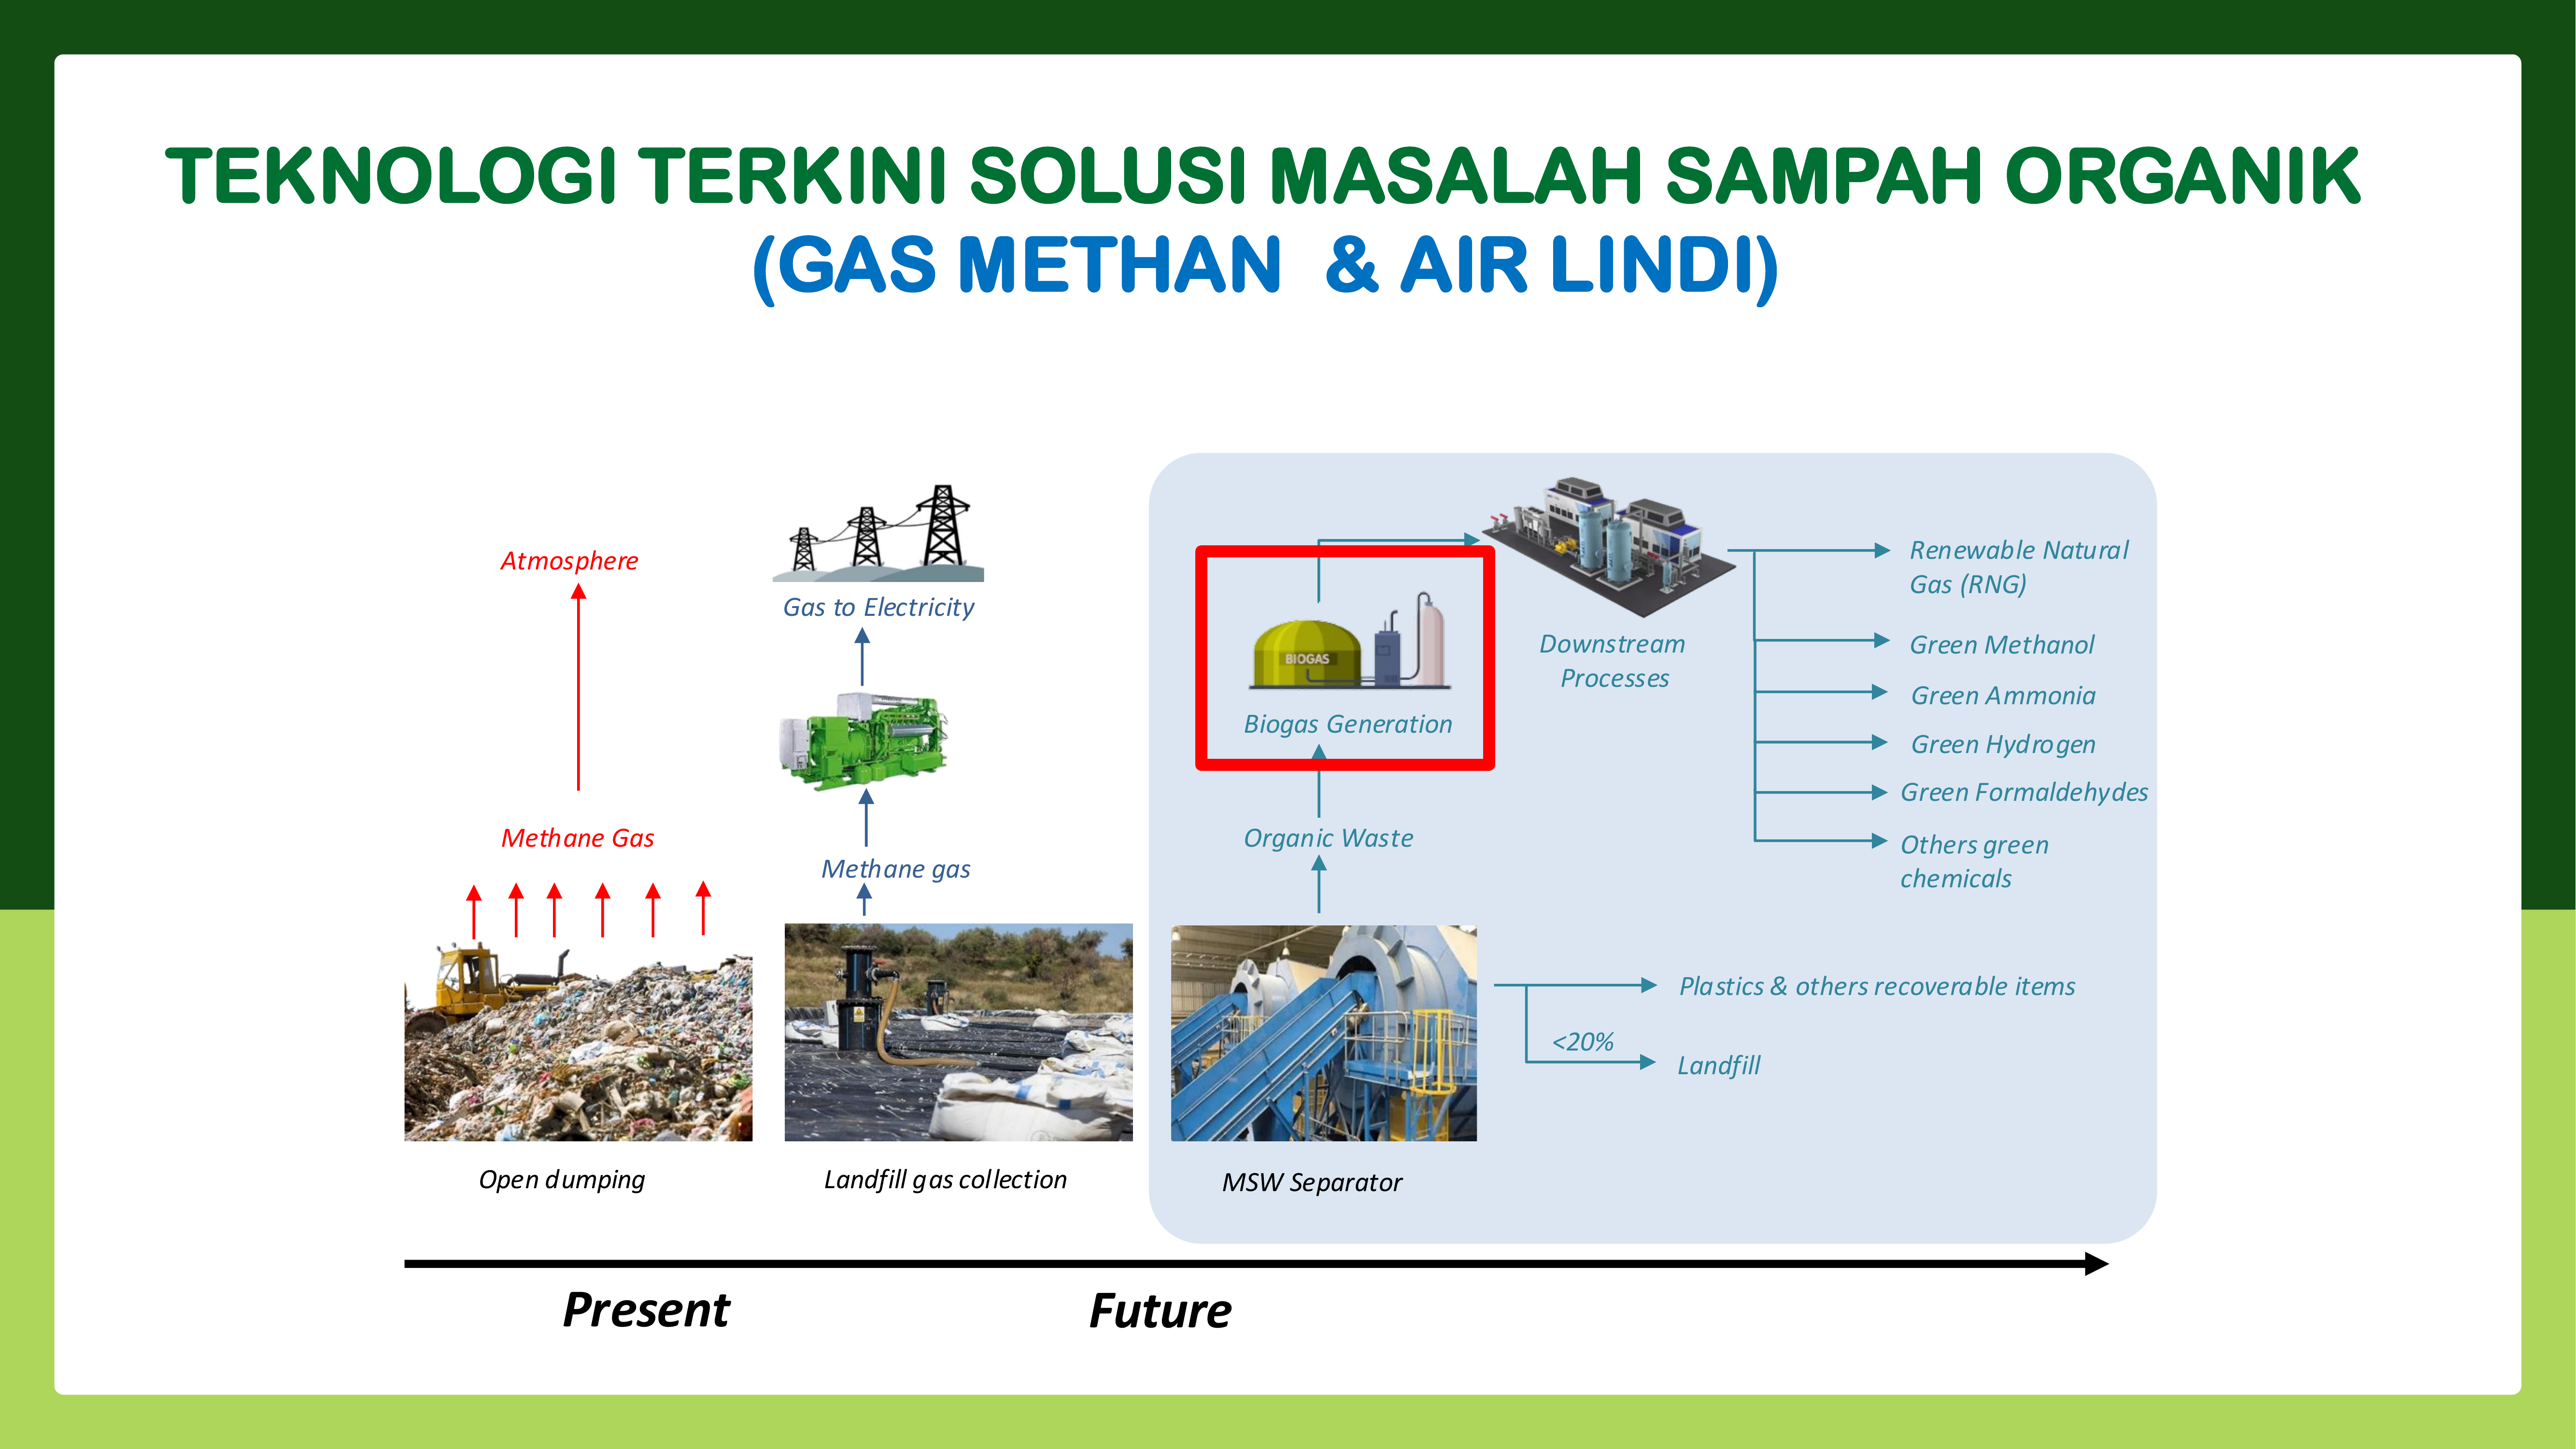 TEKNOLOGI TERKINI SOLUSI MASALAH SAMPAH ORGANIK
(GAS METHAN & AIR LINDI)
Atmosphere
Methane Gas
Open dumping
Gas to Electricity
Methane gas
Landfill gas collection
BIOGAS
Biogas Generation
Organic Waste
MSW Separator
Downstream
Processes
Renewable Natural
Gas (RNG)
Green Methanol
Green Ammonia
Green Hydrogen
Green Formaldehydes
Others green
chemicals
Plastics & others recoverable items
<20%
Landfill
Present
Future